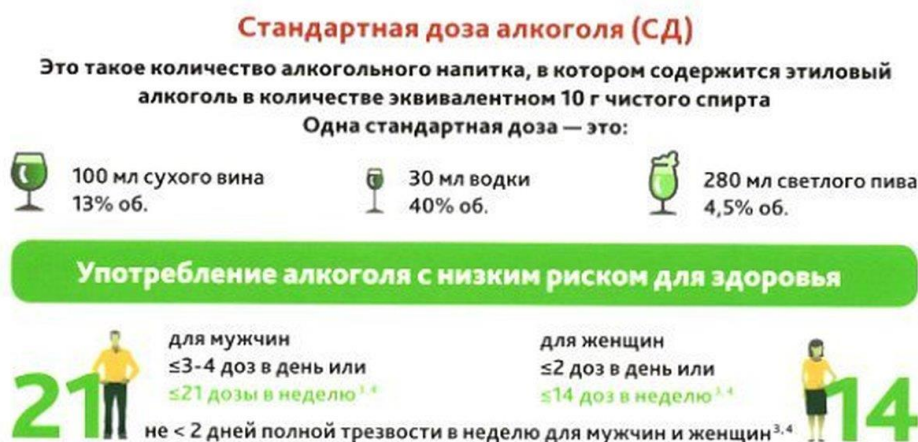 Стандартная доза алкоголя (СД)
Это такое количество алкогольного напитка, в котором содержится этиловый
алкоголь в количестве эквивалентном 10 г чистого спирта
Одна стандартная доза — это:
100 мл сухого вина
13% об.
30 мл водки
40% об.
280 мл светлого пива
4,5% об.
Употребление алкоголя с низким риском для здоровья
21
для мужчин
≤3-4 доз в день или
≤21 дозы в неделю³,⁴
для женщин
≤2 доз в день или
≤14 доз в неделю³,⁴
14
не < 2 дней полной трезвости в неделю для мужчин и женщин³,⁴